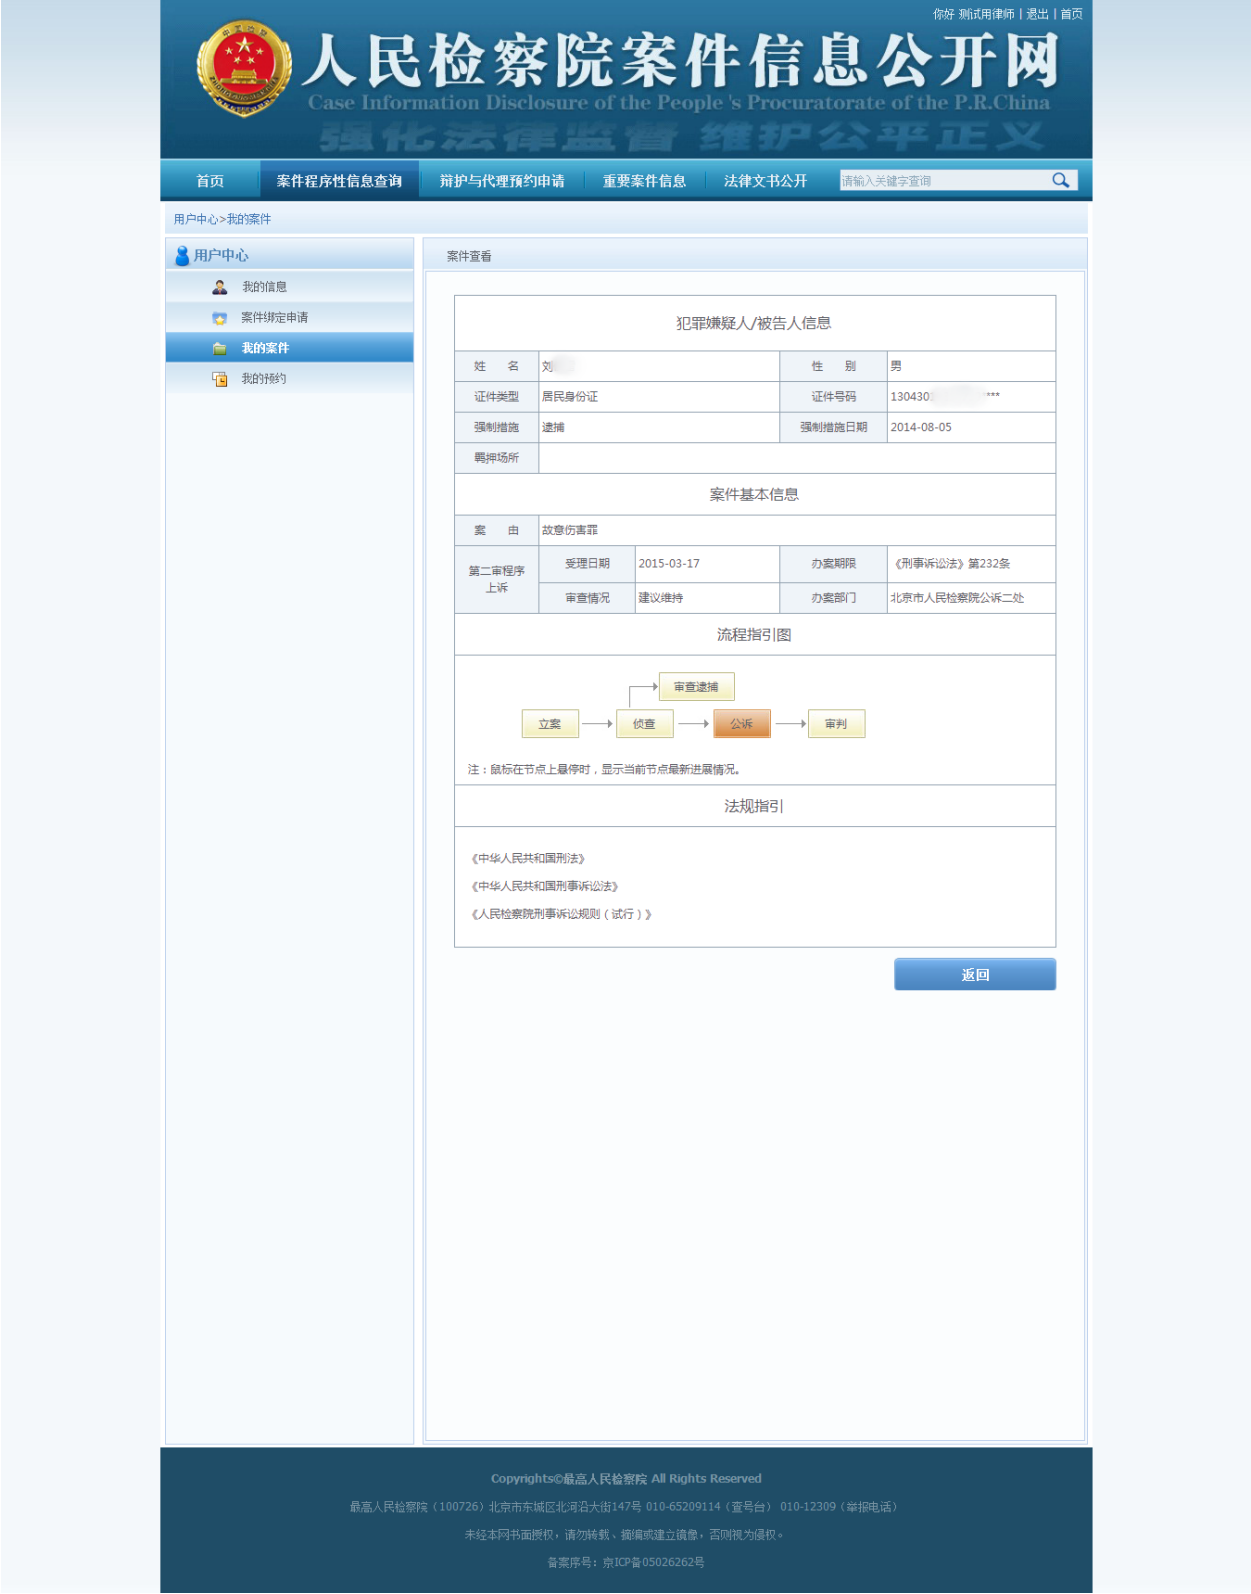 你好 测试用律师 | 退出 | 首页
人民检察院案件信息公开网
Case Information Disclosure of the People 's Procuratorate of the P.R.China
强化法律监督 维护公平正义
首页 案件程序性信息查询 辩护与代理预约申请 重要案件信息 法律文书公开 请输入关键字查询
用户中心>我的案件
用户中心
我的信息
案件绑定申请
我的案件
我的预约
案件查看
犯罪嫌疑人/被告人信息
姓 名 刘 性 别 男
证件类型 居民身份证 证件号码 130430 ***
强制措施 逮捕 强制措施日期 2014-08-05
羁押场所
案件基本信息
案 由 故意伤害罪
第二审程序上诉 受理日期 2015-03-17 办案期限 《刑事诉讼法》第232条
审查情况 建议维持 办案部门 北京市人民检察院公诉二处
流程指引图
审查逮捕
立案 侦查 公诉 审判
注：鼠标在节点上悬停时，显示当前节点最新进展情况。
法规指引
《中华人民共和国刑法》
《中华人民共和国刑事诉讼法》
《人民检察院刑事诉讼规则（试行）》
返回
Copyrights©最高人民检察院 All Rights Reserved
最高人民检察院（100726）北京市东城区北河沿大街147号 010-65209114（查号台） 010-12309（举报电话）
未经本网书面授权，请勿转载、摘编或建立镜像，否则视为侵权。
备案序号：京ICP备05026262号